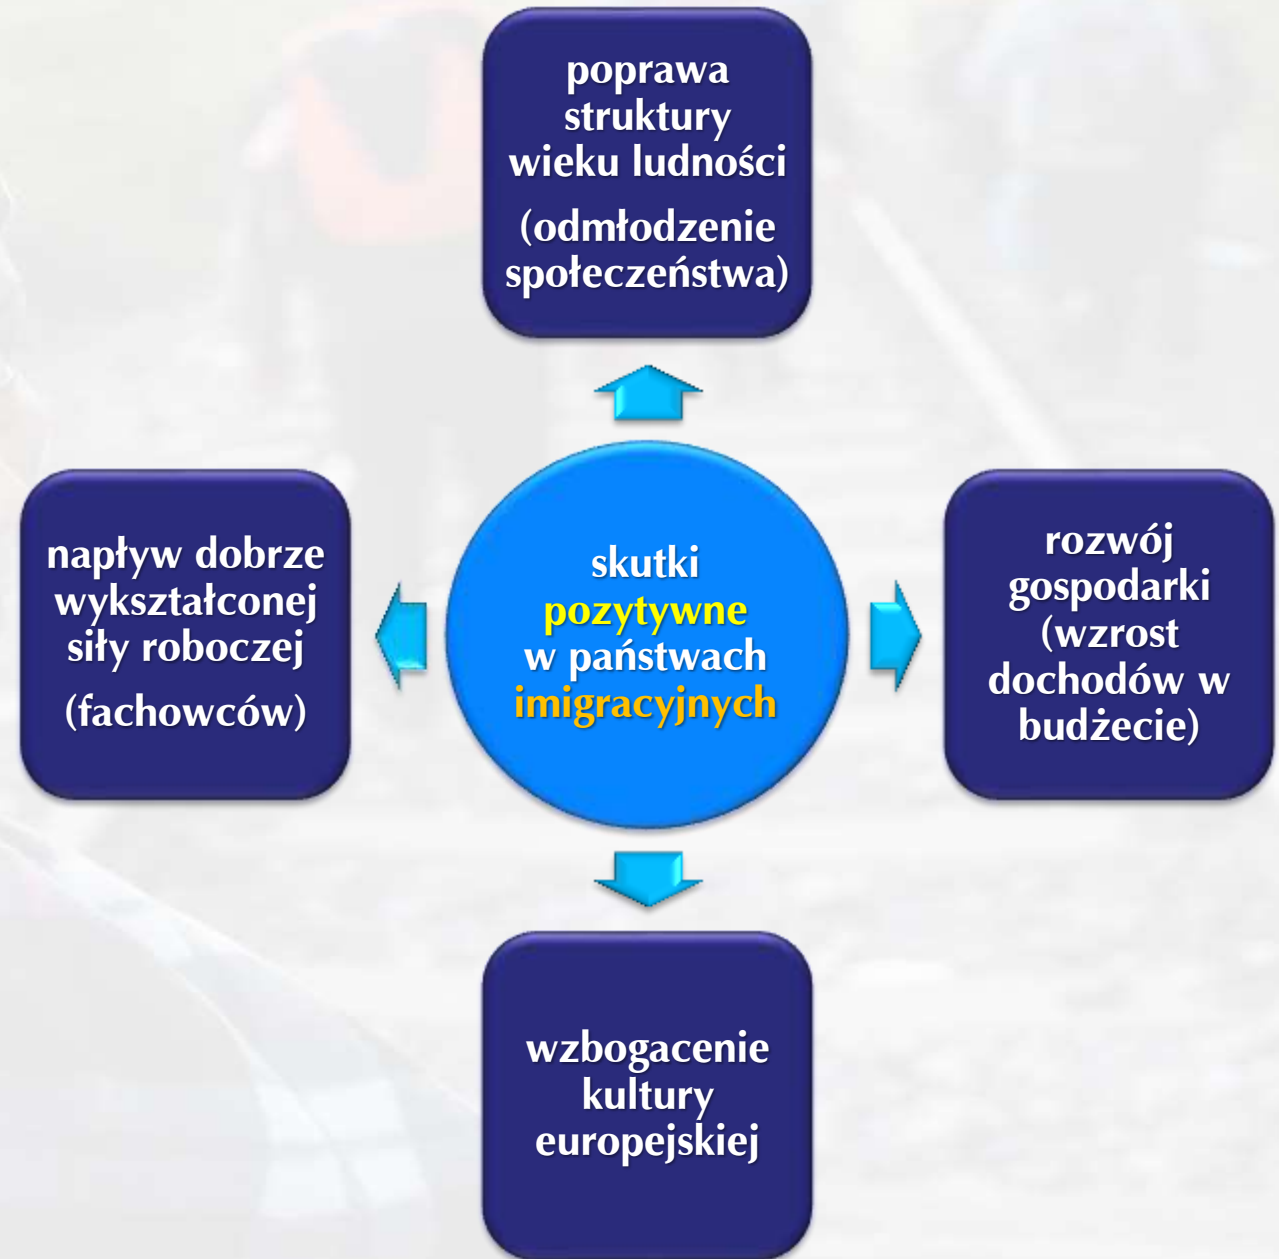 poprawa
struktury
wieku ludności
(odmłodzenie
społeczeństwa)
napływ dobrze
wykształconej
siły roboczej
(fachowców)
skutki
pozytywne
w państwach
imigracyjnych
rozwój
gospodarki
(wzrost
dochodów w
budżecie)
wzbogacenie
kultury
europejskiej